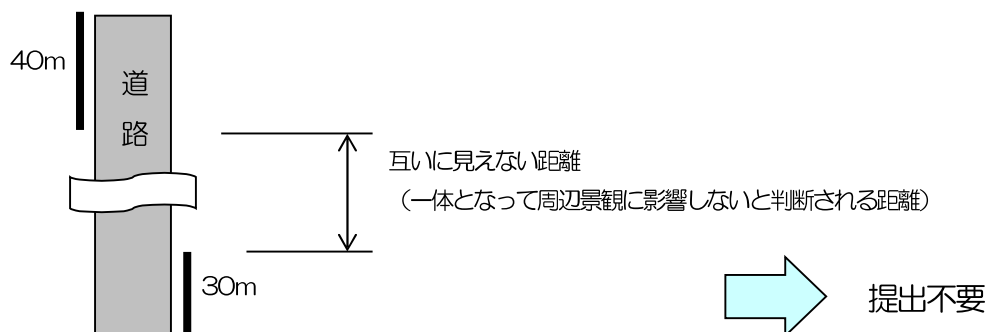 40m
道
路
互いに見えない距離
（一体となって周辺景観に影響しないと判断される距離）
30m
提出不要